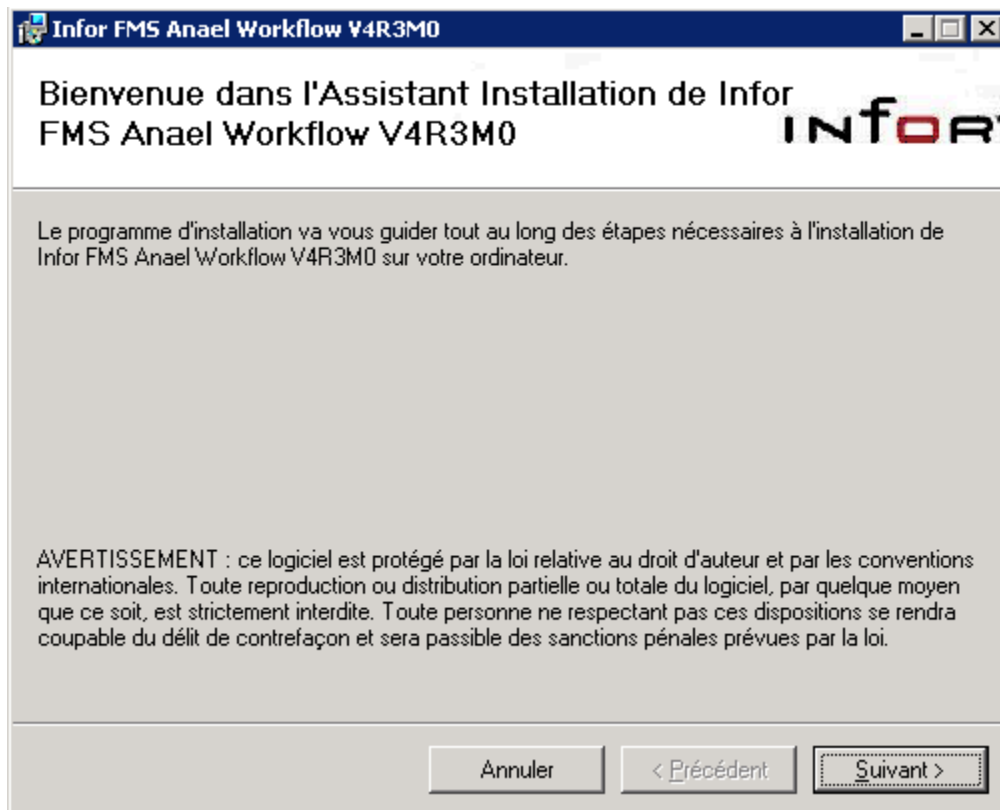 Infor FMS Anael Workflow V4R3M0
Bienvenue dans l'Assistant Installation de Infor
FMS Anael Workflow V4R3M0
infor
Le programme d'installation va vous guider tout au long des étapes nécessaires à l'installation de
Infor FMS Anael Workflow V4R3M0 sur votre ordinateur.
AVERTISSEMENT : ce logiciel est protégé par la loi relative au droit d'auteur et par les conventions
internationales. Toute reproduction ou distribution partielle ou totale du logiciel, par quelque moyen
que ce soit, est strictement interdite. Toute personne ne respectant pas ces dispositions se rendra
coupable du délit de contrefaçon et sera passible des sanctions pénales prévues par la loi.
Annuler
< Précédent
Suivant >